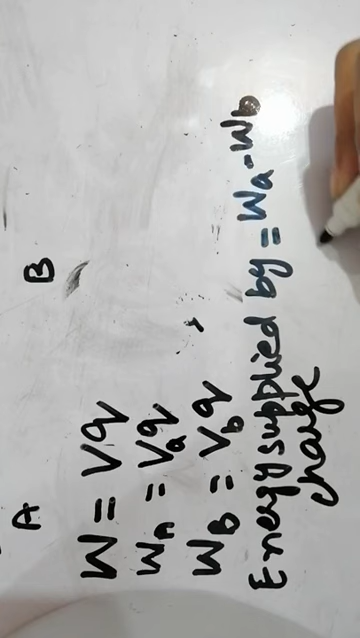 A B
W = Vq
WA = Vaq
WB = Vbq
Energy supplied by = Wa - Wb
charge